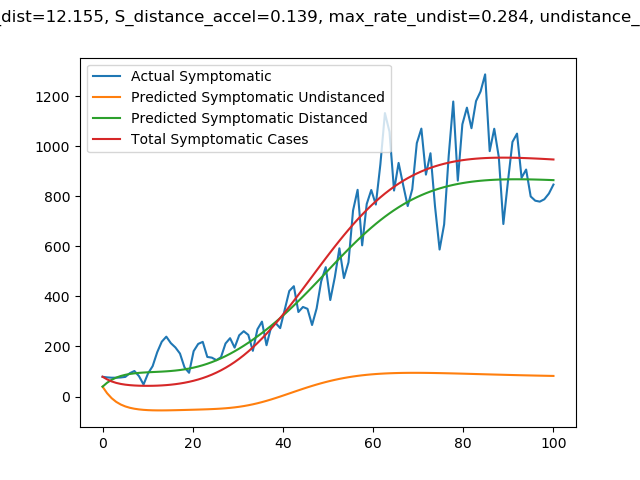 _dist=12.155, S_distance_accel=0.139, max_rate_undist=0.284, undistance_
Actual Symptomatic
Predicted Symptomatic Undistanced
Predicted Symptomatic Distanced
Total Symptomatic Cases
1200
1000
800
600
400
200
0
0 20 40 60 80 100